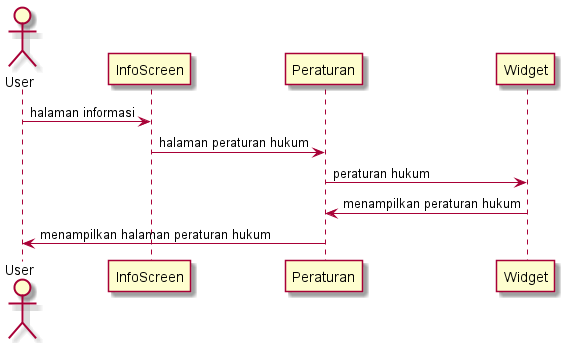 User
InfoScreen
Peraturan
Widget
halaman informasi
halaman peraturan hukum
peraturan hukum
menampilkan peraturan hukum
menampilkan halaman peraturan hukum
User
InfoScreen
Peraturan
Widget